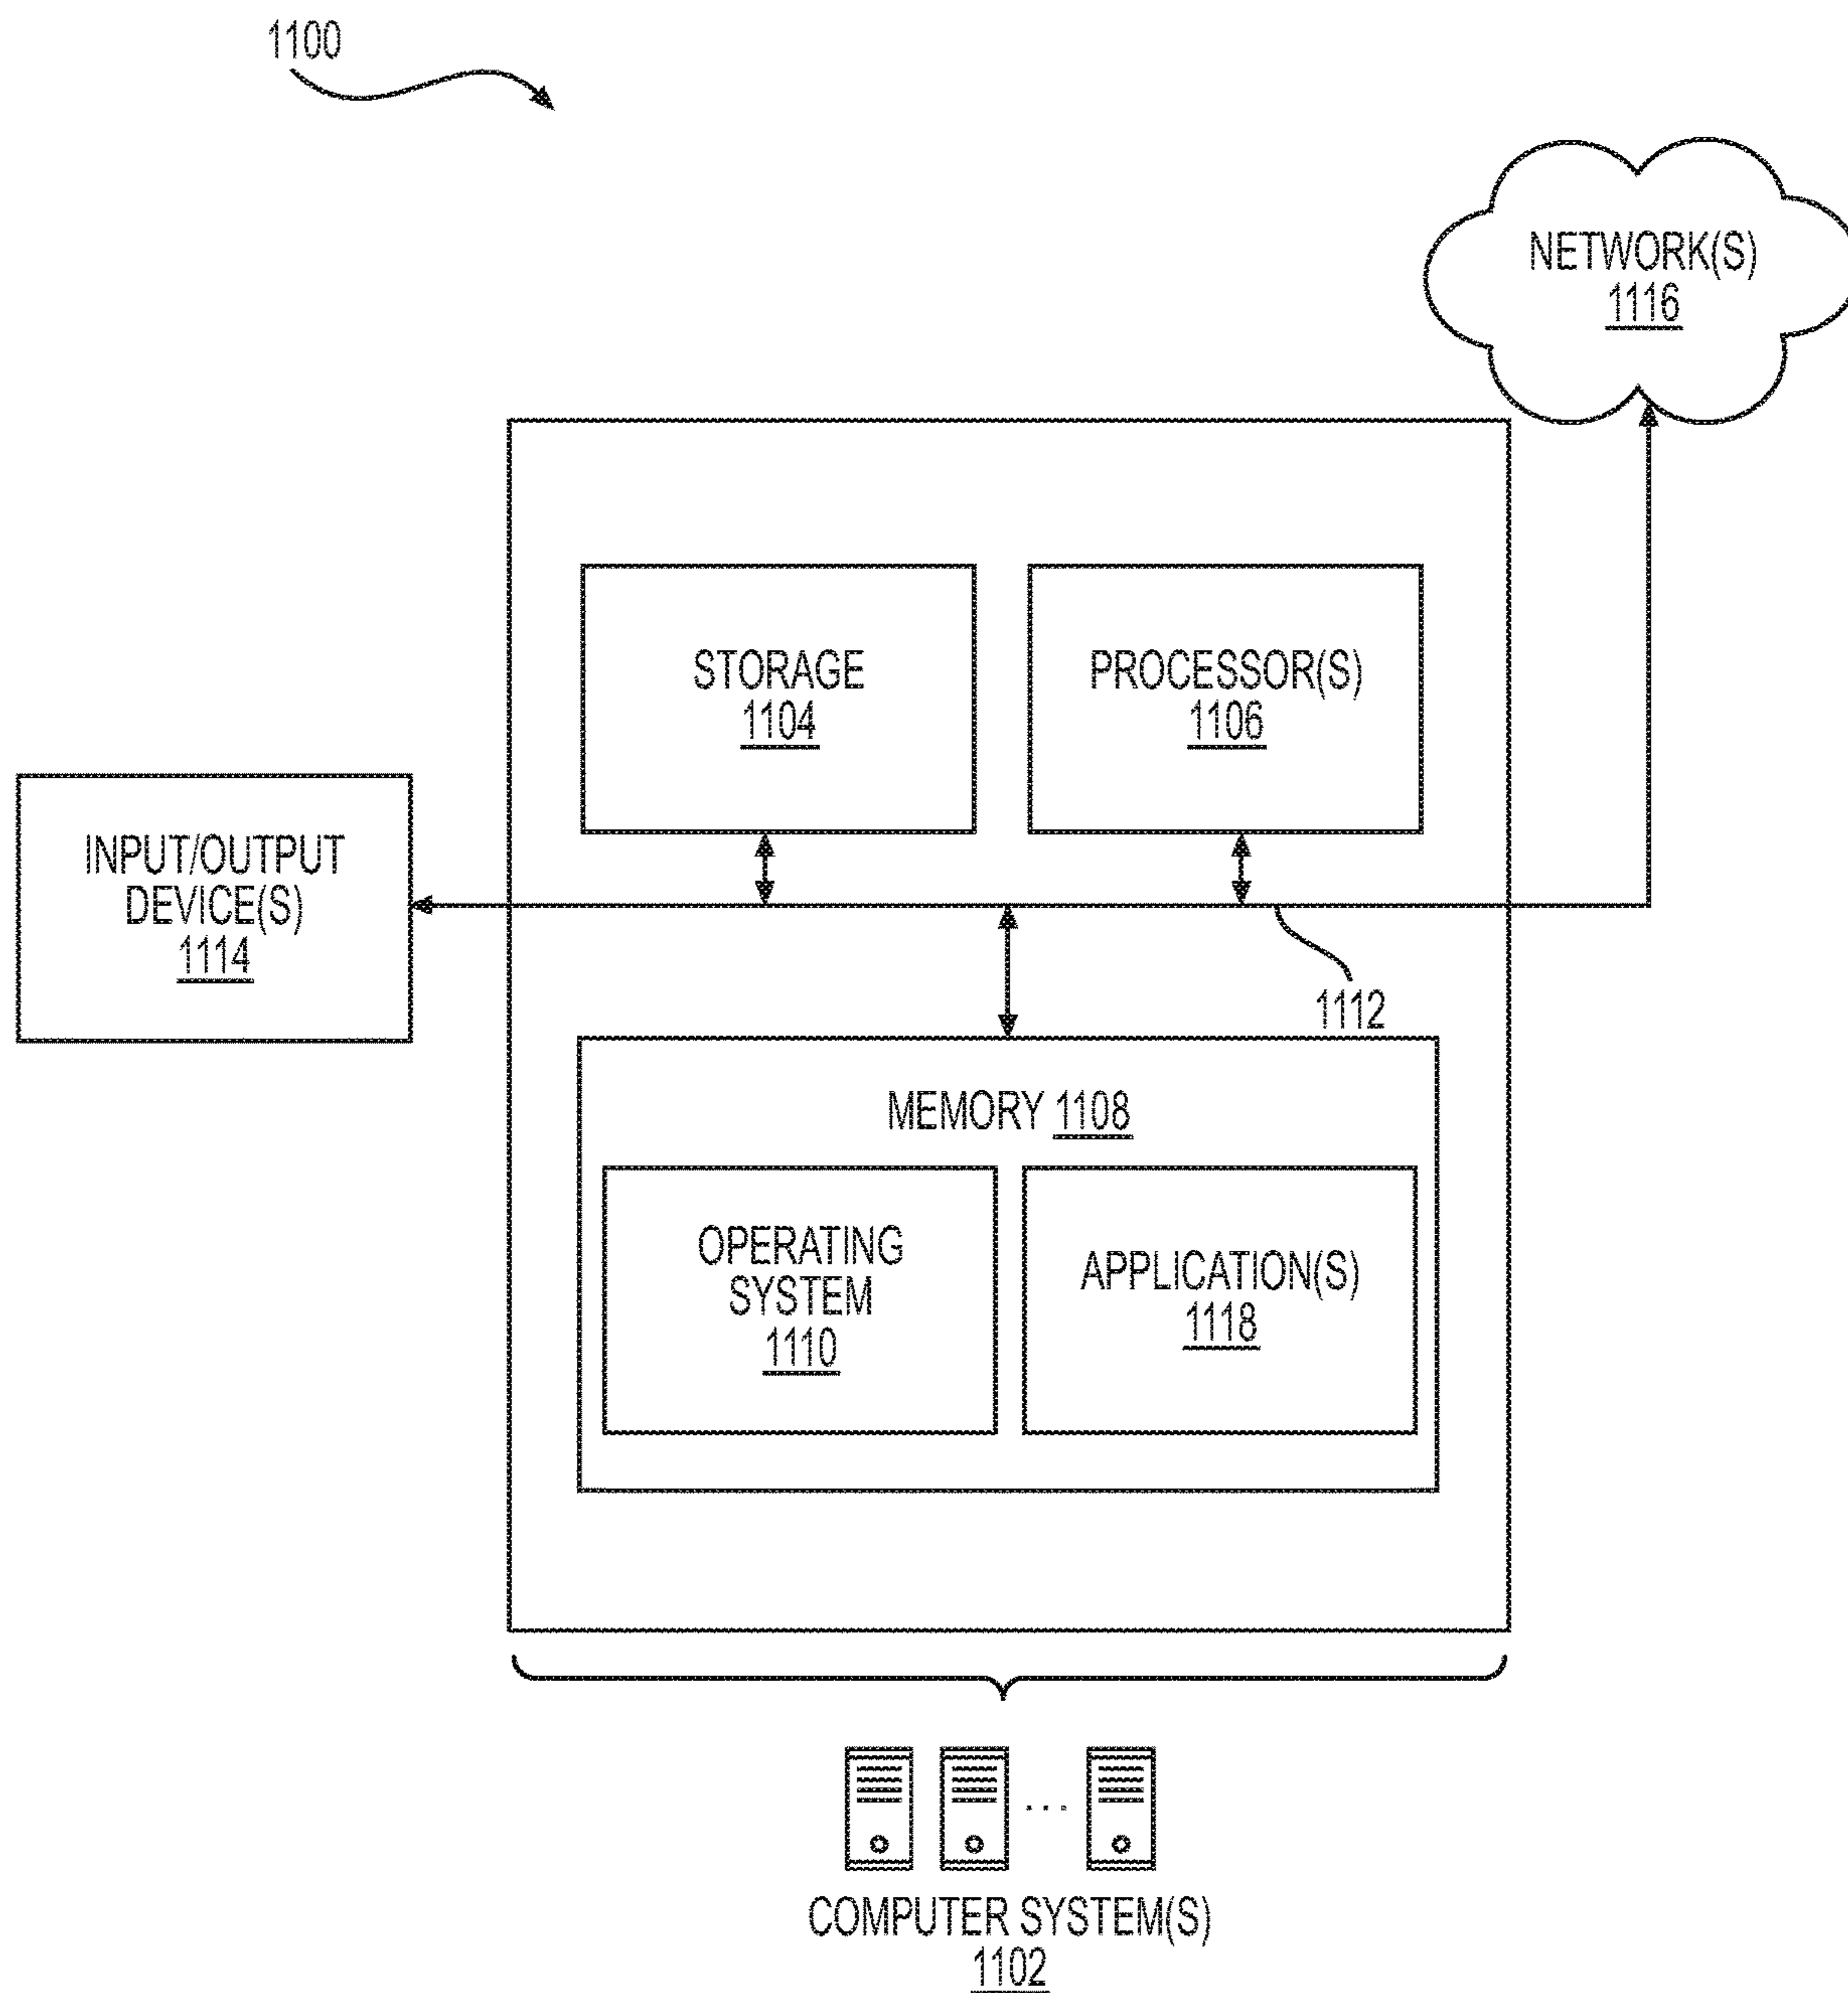 1100
NETWORK(S)
1116
STORAGE
1104
PROCESSOR(S)
1106
INPUT/OUTPUT
DEVICE(S)
1114
1112
MEMORY 1108
OPERATING
SYSTEM
1110
APPLICATION(S)
1118
...
COMPUTER SYSTEM(S)
1102